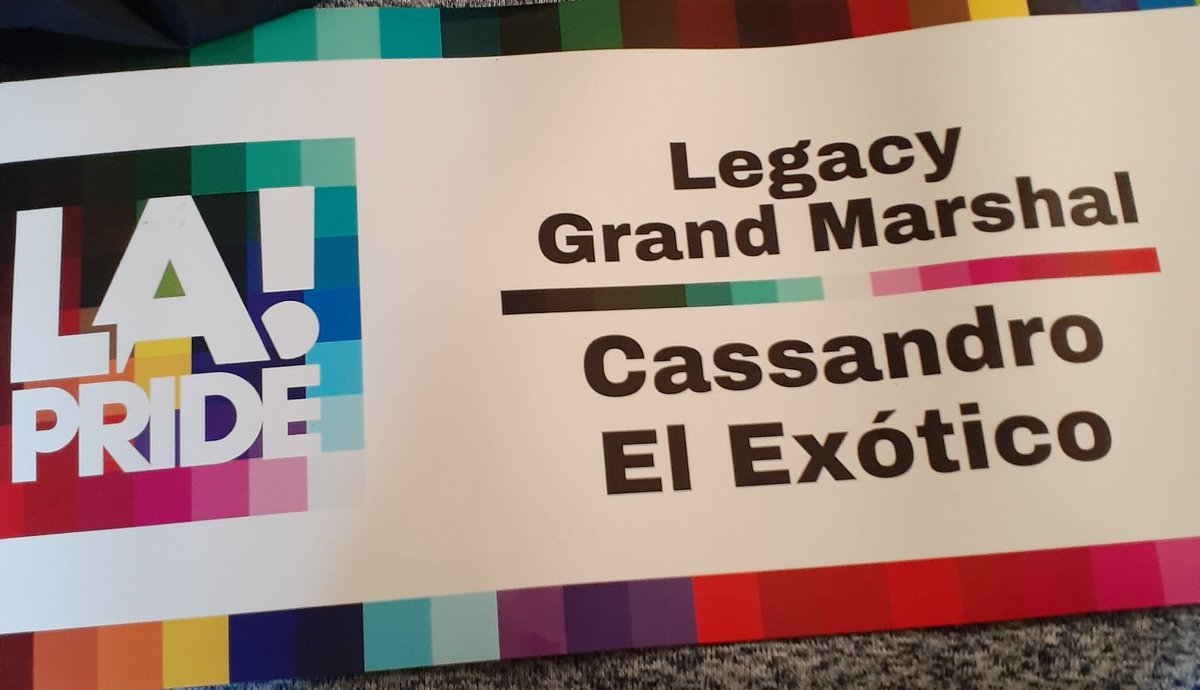 LA!
PRIDE
Legacy
Grand Marshal
Cassandro
El Exótico